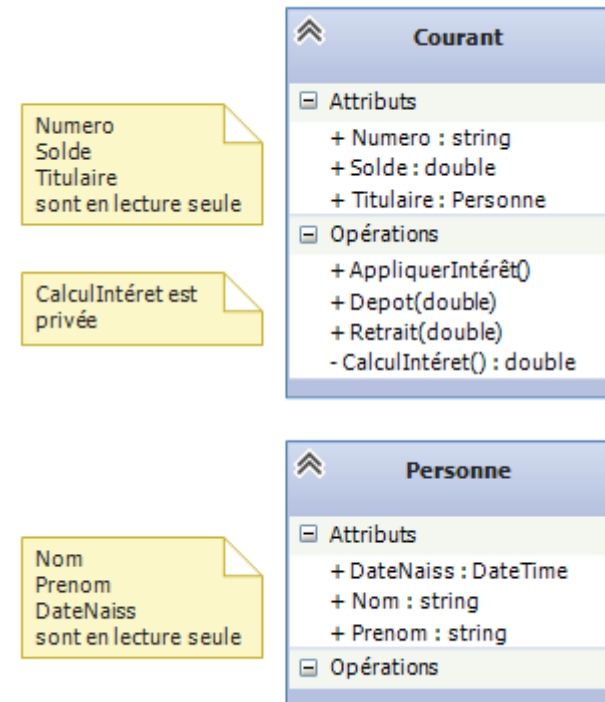 Courant
Attributs
+ Numero : string
+ Solde : double
+ Titulaire : Personne
Opérations
+ AppliquerIntérêt()
+ Depot(double)
+ Retrait(double)
- CalculIntéret() : double
Numero
Solde
Titulaire
sont en lecture seule
CalculIntéret est
privée
Personne
Attributs
+ DateNaiss : DateTime
+ Nom : string
+ Prenom : string
Opérations
Nom
Prenom
DateNaiss
sont en lecture seule